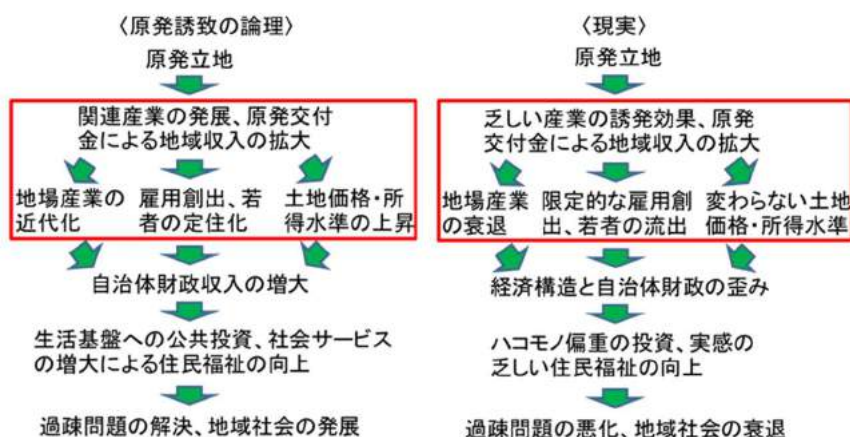 〈原発誘致の論理〉
原発立地
関連産業の発展、原発交付
金による地域収入の拡大
地場産業の
近代化
雇用創出、若
者の定住化
土地価格・所
得水準の上昇
自治体財政収入の増大
生活基盤への公共投資、社会サービス
の増大による住民福祉の向上
過疎問題の解決、地域社会の発展
〈現実〉
原発立地
乏しい産業の誘発効果、原発
交付金による地域収入の拡大
地場産業
の衰退
限定的な雇用創
出、若者の流出
変わらない土地
価格・所得水準
経済構造と自治体財政の歪み
ハコモノ偏重の投資、実感の
乏しい住民福祉の向上
過疎問題の悪化、地域社会の衰退